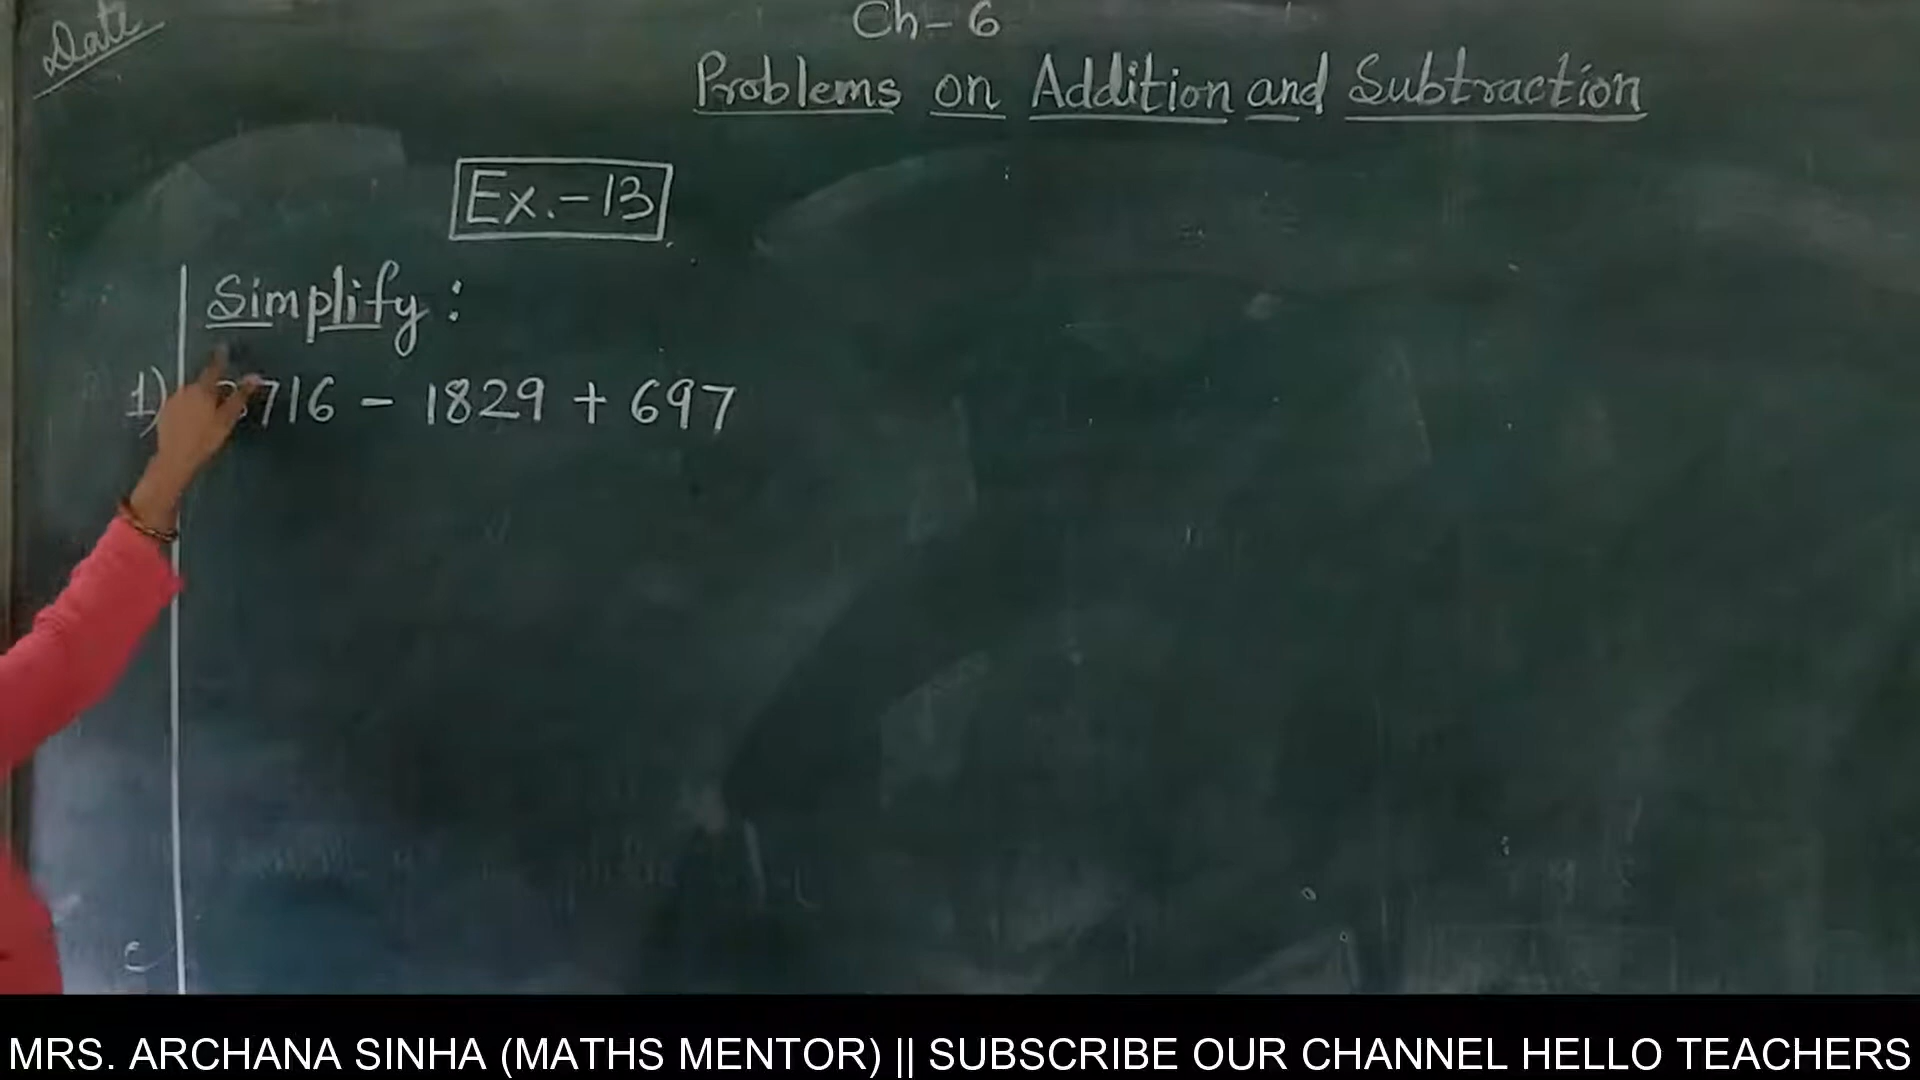 Date
Ch-6
Problems on Addition and Subtraction
Ex.-13
Simplify :
1) 3716 - 1829 + 697
MRS. ARCHANA SINHA (MATHS MENTOR) || SUBSCRIBE OUR CHANNEL HELLO TEACHERS